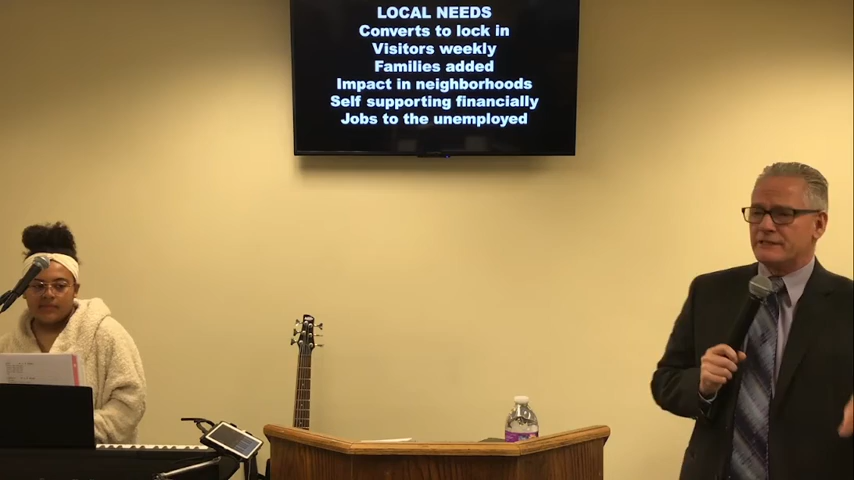 LOCAL NEEDS
Converts to lock in
Visitors weekly
Families added
Impact in neighborhoods
Self supporting financially
Jobs to the unemployed